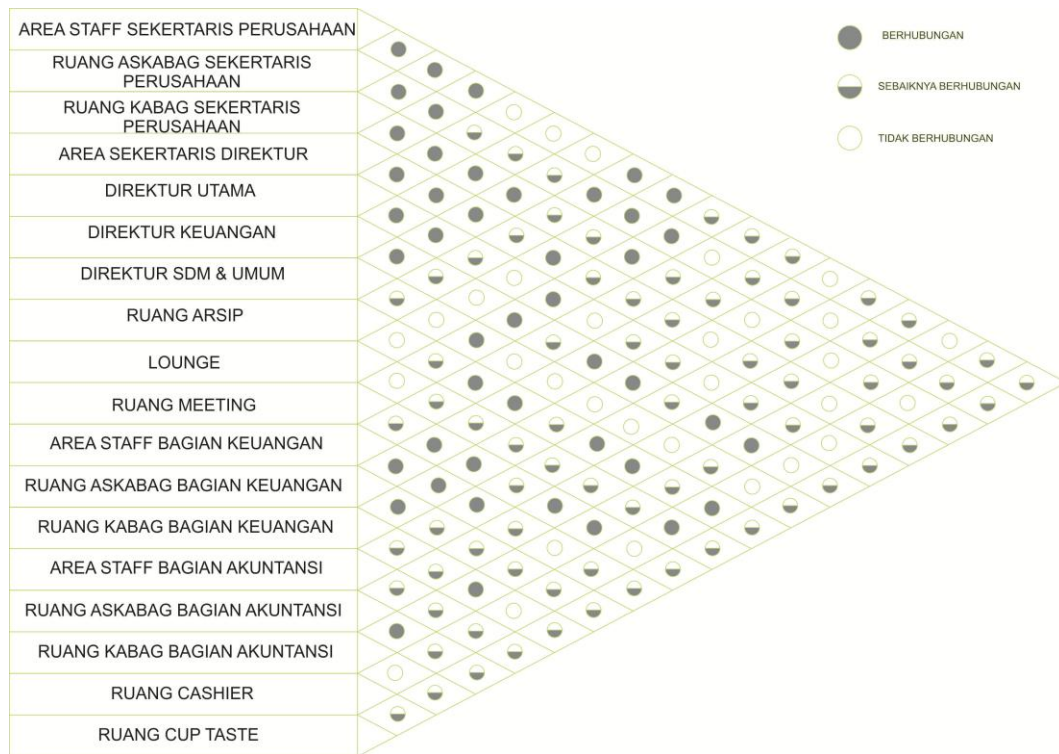 AREA STAFF SEKERTARIS PERUSAHAAN
RUANG ASKABAG SEKERTARIS
PERUSAHAAN
RUANG KABAG SEKERTARIS
PERUSAHAAN
AREA SEKERTARIS DIREKTUR
DIREKTUR UTAMA
DIREKTUR KEUANGAN
DIREKTUR SDM & UMUM
RUANG ARSIP
LOUNGE
RUANG MEETING
AREA STAFF BAGIAN KEUANGAN
RUANG ASKABAG BAGIAN KEUANGAN
RUANG KABAG BAGIAN KEUANGAN
AREA STAFF BAGIAN AKUNTANSI
RUANG ASKABAG BAGIAN AKUNTANSI
RUANG KABAG BAGIAN AKUNTANSI
RUANG CASHIER
RUANG CUP TASTE
BERHUBUNGAN
SEBAIKNYA BERHUBUNGAN
TIDAK BERHUBUNGAN